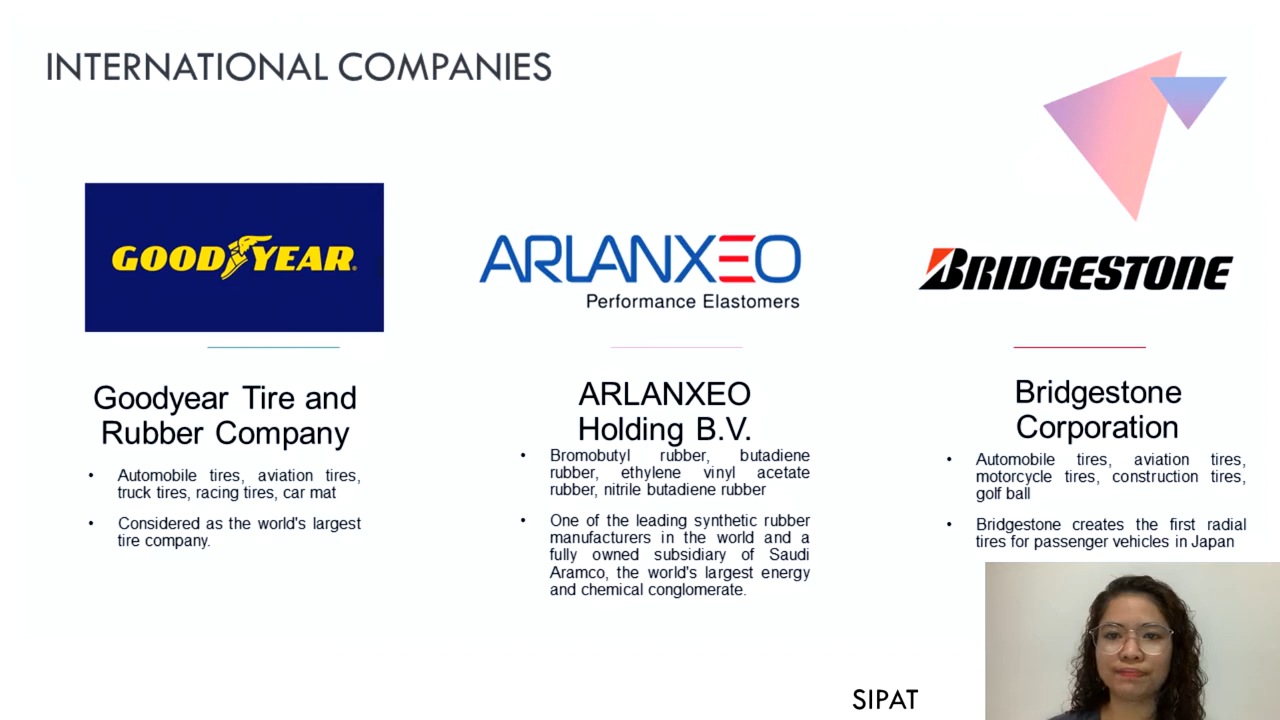 INTERNATIONAL COMPANIES
GOODYEAR
Goodyear Tire and
Rubber Company
• Automobile tires, aviation tires,
truck tires, racing tires, car mat
• Considered as the world's largest
tire company.
ARLANXEO
Performance Elastomers
ARLANXEO
Holding B.V.
• Bromobutyl rubber, butadiene
rubber, ethylene vinyl acetate
rubber, nitrile butadiene rubber
• One of the leading synthetic rubber
manufacturers in the world and a
fully owned subsidiary of Saudi
Aramco, the world's largest energy
and chemical conglomerate.
BRIDGESTONE
Bridgestone
Corporation
• Automobile tires, aviation tires,
motorcycle tires, construction tires,
golf ball
• Bridgestone creates the first radial
tires for passenger vehicles in Japan
SIPAT